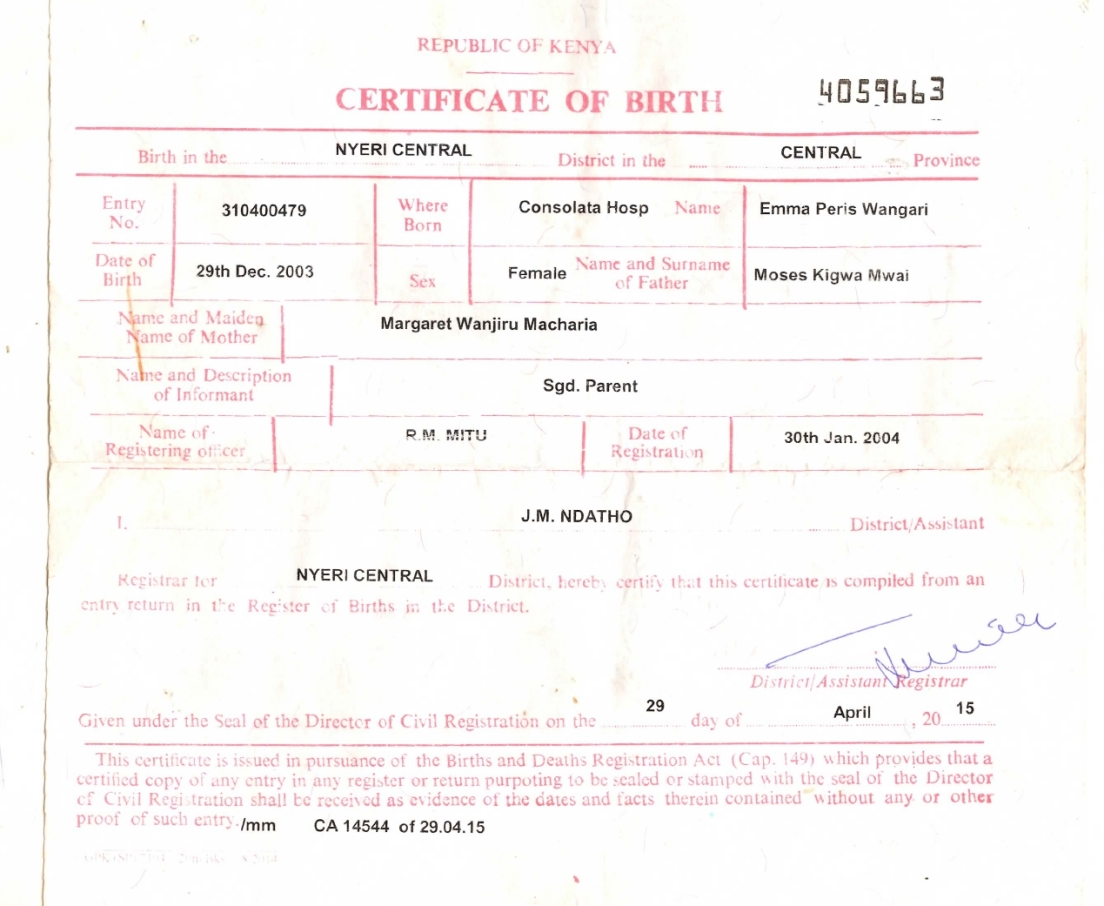 REPUBLIC OF KENYA
CERTIFICATE OF BIRTH
4059663
Birth in the NYERI CENTRAL District in the CENTRAL Province
Entry No. 310400479 Where Born Consolata Hosp Name Emma Peris Wangari
Date of Birth 29th Dec. 2003 Sex Female Name and Surname of Father Moses Kigwa Mwai
Name and Maiden Name of Mother Margaret Wanjiru Macharia
Name and Description of Informant Sgd. Parent
Name of Registering officer R.M. MITU Date of Registration 30th Jan. 2004
I. J.M. NDATHO District/Assistant
Registrar for NYERI CENTRAL District, hereby certify that this certificate is compiled from an
entry return in the Register of Births in the District.
District/Assistant Registrar
Given under the Seal of the Director of Civil Registration on the 29 day of April , 20 15
This certificate is issued in pursuance of the Births and Deaths Registration Act (Cap. 149) which provides that a
certified copy of any entry in any register or return purpoting to be sealed or stamped with the seal of the Director
of Civil Registration shall be received as evidence of the dates and facts therein contained without any or other
proof of such entry./mm CA 14544 of 29.04.15